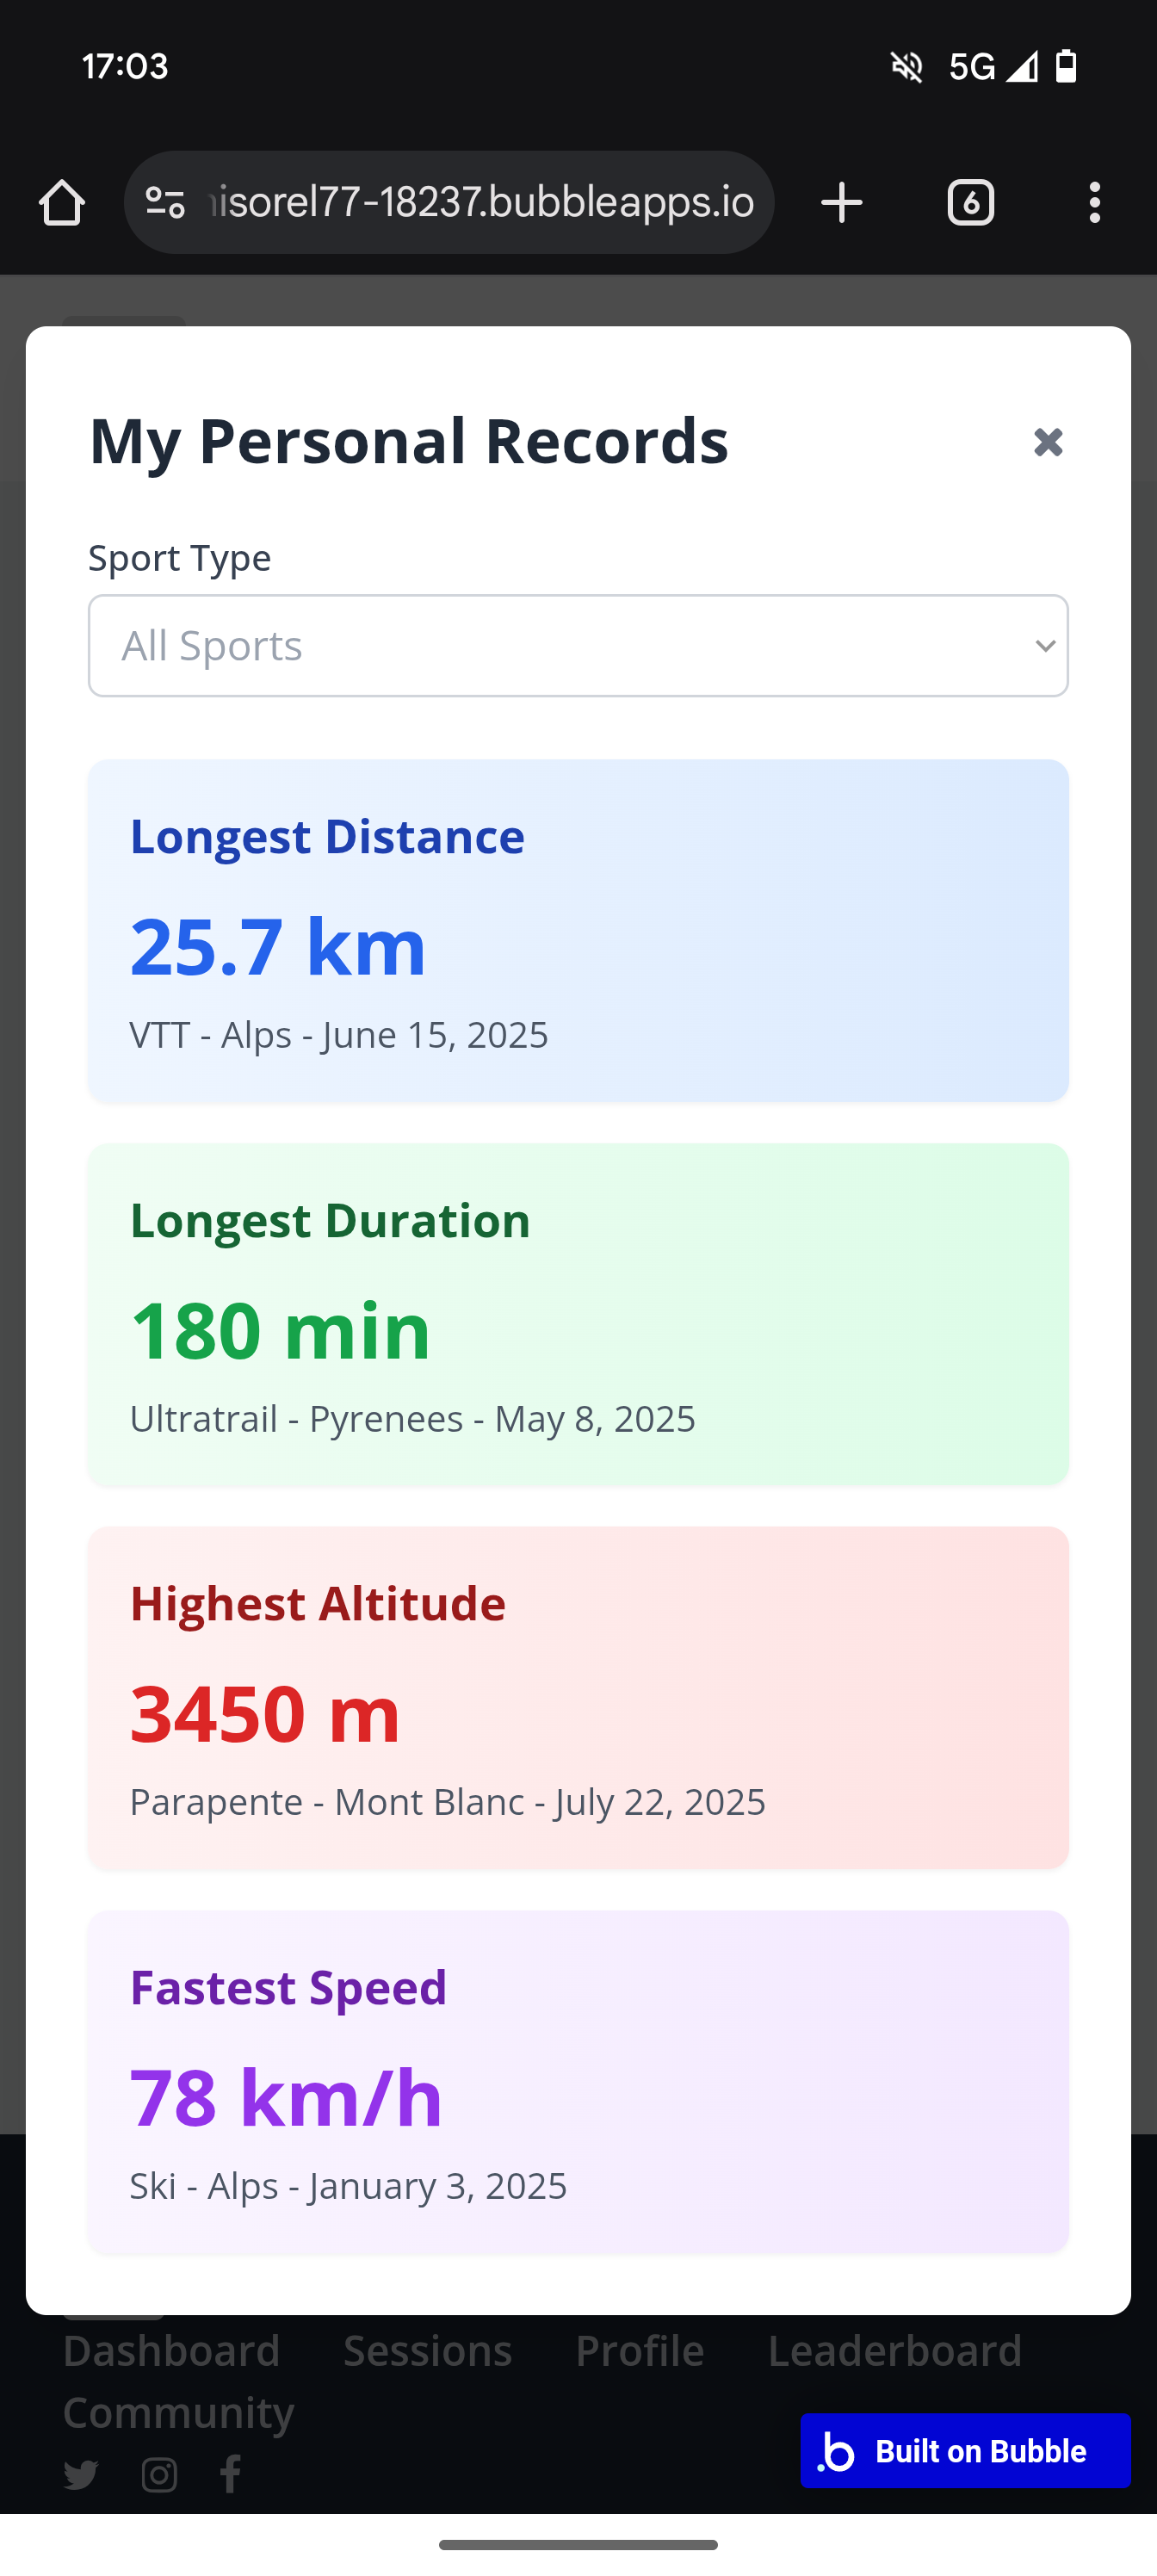 17:03
5G
isorel77-18237.bubbleapps.io
6
My Personal Records
Sport Type
All Sports
Longest Distance
25.7 km
VTT - Alps - June 15, 2025
Longest Duration
180 min
Ultratrail - Pyrenees - May 8, 2025
Highest Altitude
3450 m
Parapente - Mont Blanc - July 22, 2025
Fastest Speed
78 km/h
Ski - Alps - January 3, 2025
Dashboard Sessions Profile Leaderboard
Community
Built on Bubble